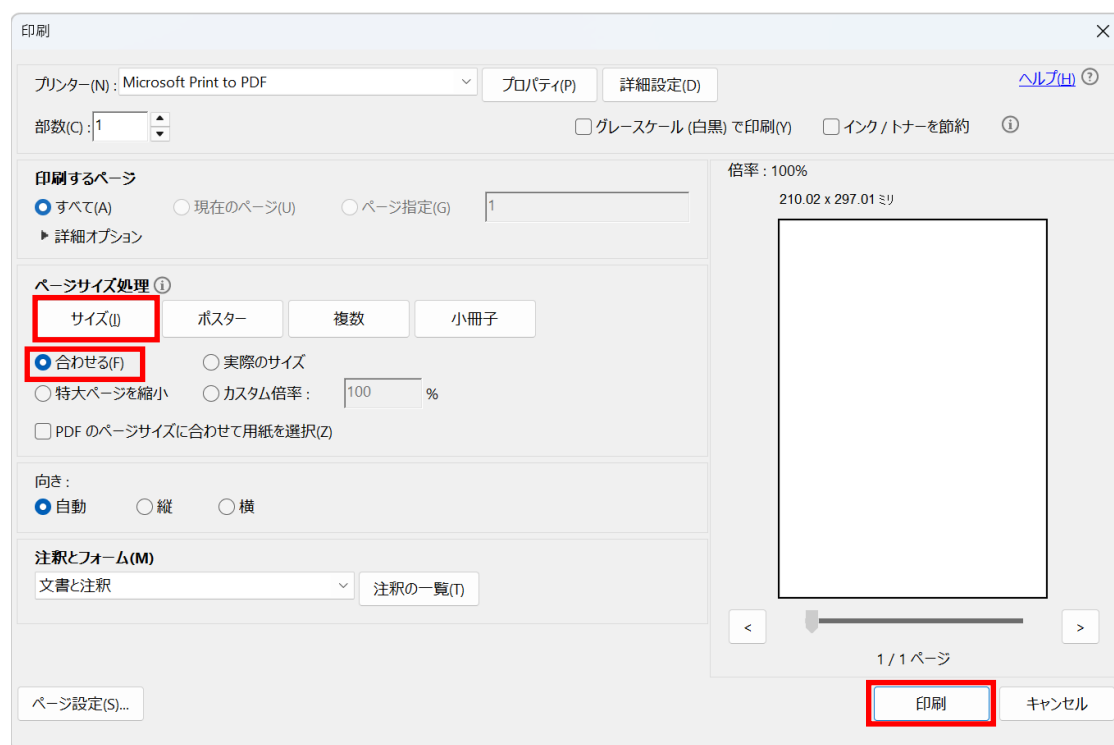 印刷
プリンター(N) : Microsoft Print to PDF プロパティ(P) 詳細設定(D) ヘルプ(H) ?
部数(C) : 1 グレースケール (白黒) で印刷(Y) インク / トナーを節約
印刷するページ
すべて(A) 現在のページ(U) ページ指定(G) 1
詳細オプション
ページサイズ処理
サイズ(I) ポスター 複数 小冊子
合わせる(F) 実際のサイズ
特大ページを縮小 カスタム倍率 : 100 %
PDF のページサイズに合わせて用紙を選択(Z)
向き :
自動 縦 横
注釈とフォーム(M)
文書と注釈 注釈の一覧(T)
倍率 : 100%
210.02 x 297.01 ミリ
< >
1 / 1 ページ
ページ設定(S)... 印刷 キャンセル